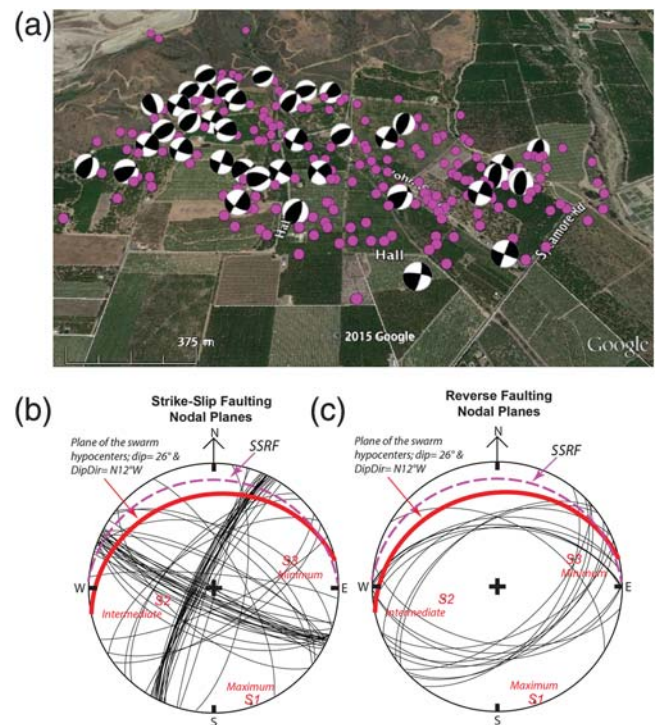 (a)
Hall
Hall
Sycamore Rd
375 m
© 2015 Google
Google
(b)
Strike-Slip Faulting
Nodal Planes
Plane of the swarm
hypocenters; dip= 26° &
DipDir= N12°W
N
SSRF
W
E
S
S3
Minimum
S2
Intermediate
Maximum
S1
(c)
Reverse Faulting
Nodal Planes
Plane of the swarm
hypocenters; dip= 26° &
DipDir= N12°W
N
SSRF
W
E
S
S3
Minimum
S2
Intermediate
Maximum
S1